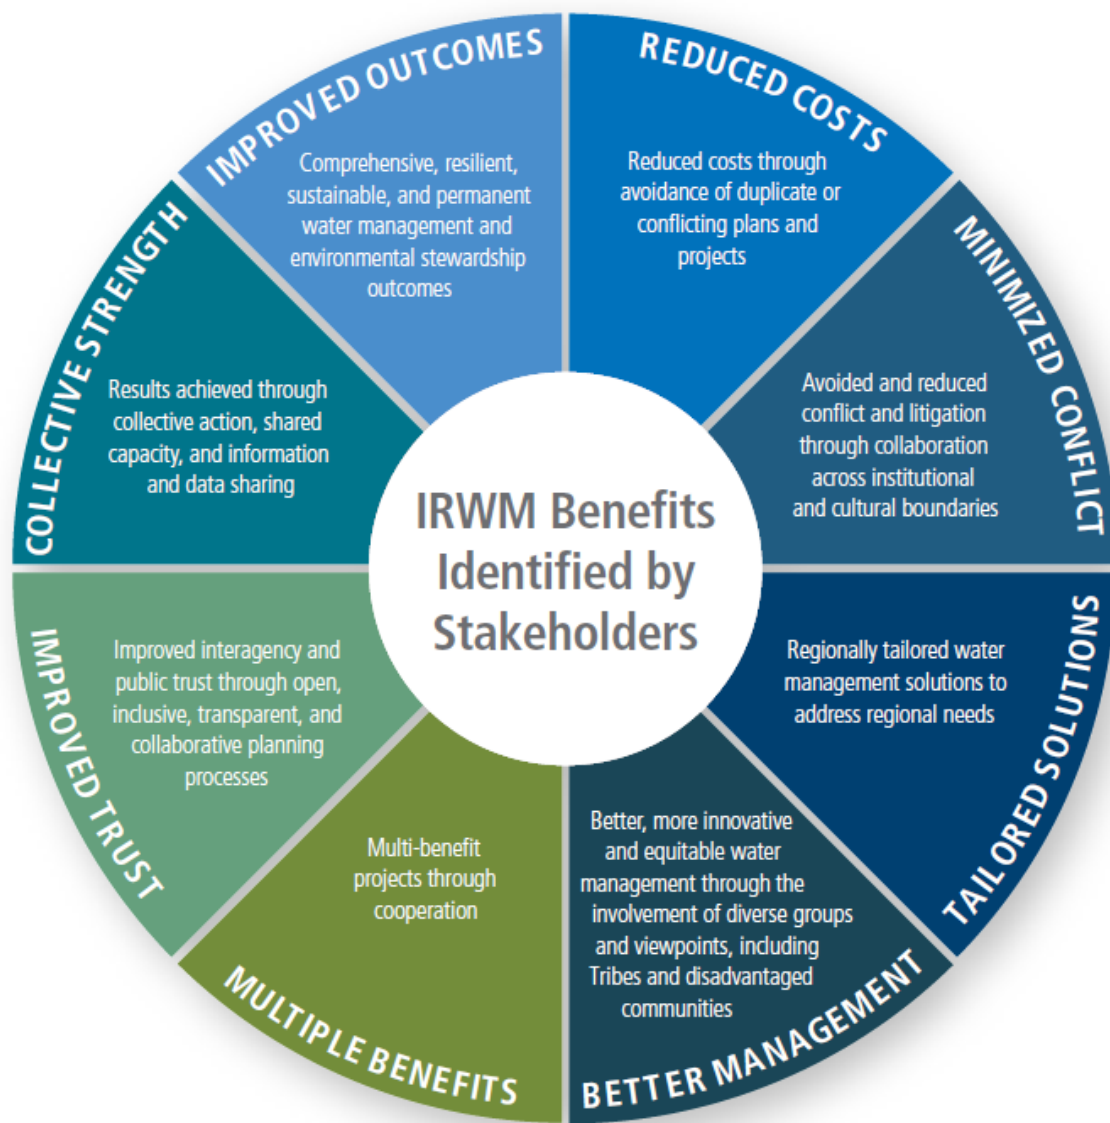 IRWM Benefits
Identified by
Stakeholders
REDUCED COSTS
Reduced costs through
avoidance of duplicate or
conflicting plans and
projects
MINIMIZED CONFLICT
Avoided and reduced
conflict and litigation
through collaboration
across institutional
and cultural boundaries
TAILORED SOLUTIONS
Regionally tailored water
management solutions to
address regional needs
BETTER MANAGEMENT
Better, more innovative
and equitable water
management through the
involvement of diverse groups
and viewpoints, including
Tribes and disadvantaged
communities
MULTIPLE BENEFITS
Multi-benefit
projects through
cooperation
IMPROVED TRUST
Improved interagency and
public trust through open,
inclusive, transparent, and
collaborative planning
processes
COLLECTIVE STRENGTH
Results achieved through
collective action, shared
capacity, and information
and data sharing
IMPROVED OUTCOMES
Comprehensive, resilient,
sustainable, and permanent
water management and
environmental stewardship
outcomes